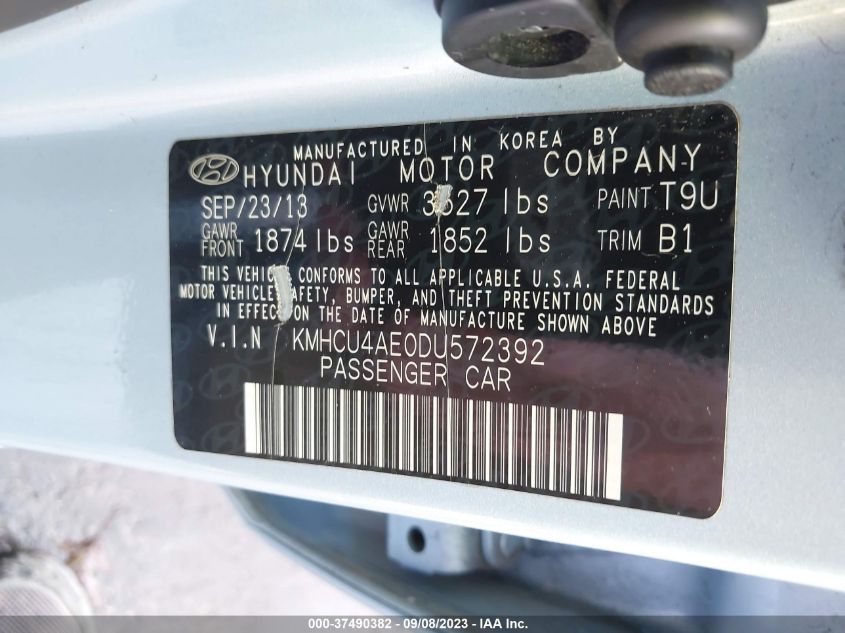 MANUFACTURED IN KOREA BY
HYUNDAI MOTOR COMPANY
SEP/23/13 GVWR 3527 lbs PAINT T9U
GAWR FRONT 1874 lbs GAWR REAR 1852 lbs TRIM B1
THIS VEHICLE CONFORMS TO ALL APPLICABLE U.S.A. FEDERAL
MOTOR VEHICLE SAFETY, BUMPER, AND THEFT PREVENTION STANDARDS
IN EFFECT ON THE DATE OF MANUFACTURE SHOWN ABOVE
V.I.N KMHCU4AE0DU572392
PASSENGER CAR
000-37490382 - 09/08/2023 - IAA Inc.